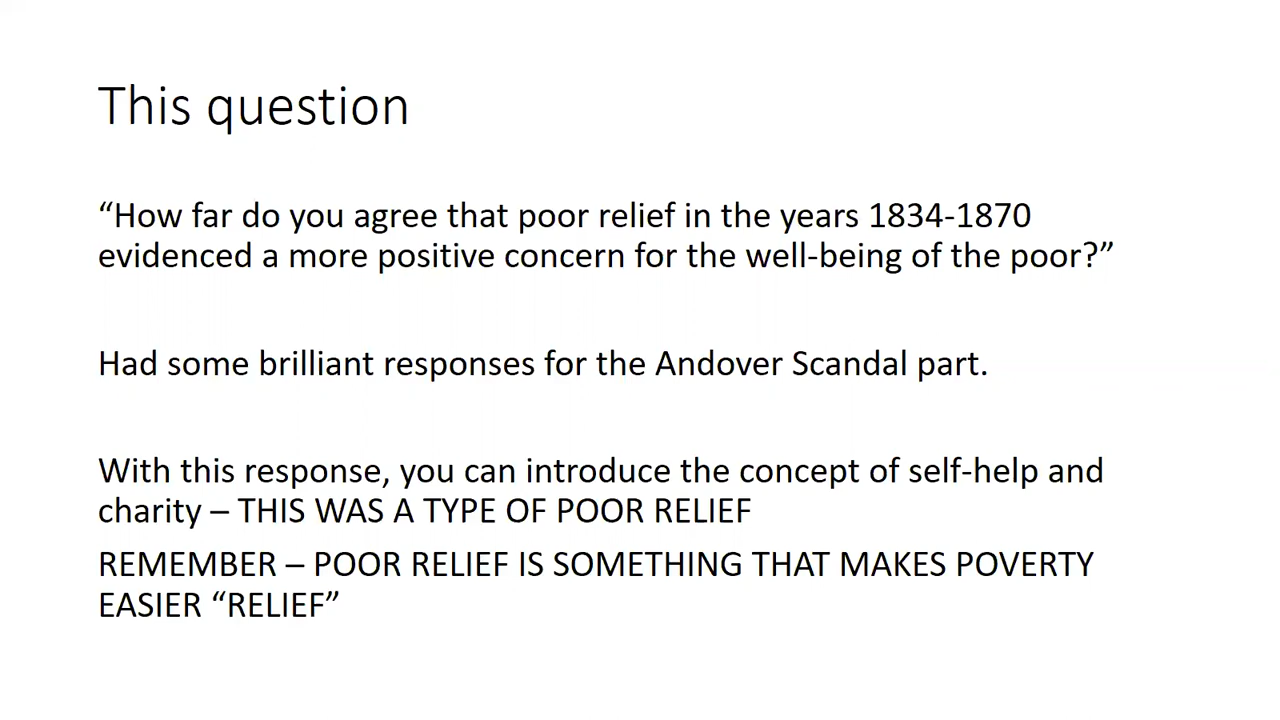 This question
“How far do you agree that poor relief in the years 1834-1870
evidenced a more positive concern for the well-being of the poor?”
Had some brilliant responses for the Andover Scandal part.
With this response, you can introduce the concept of self-help and
charity – THIS WAS A TYPE OF POOR RELIEF
REMEMBER – POOR RELIEF IS SOMETHING THAT MAKES POVERTY
EASIER “RELIEF”